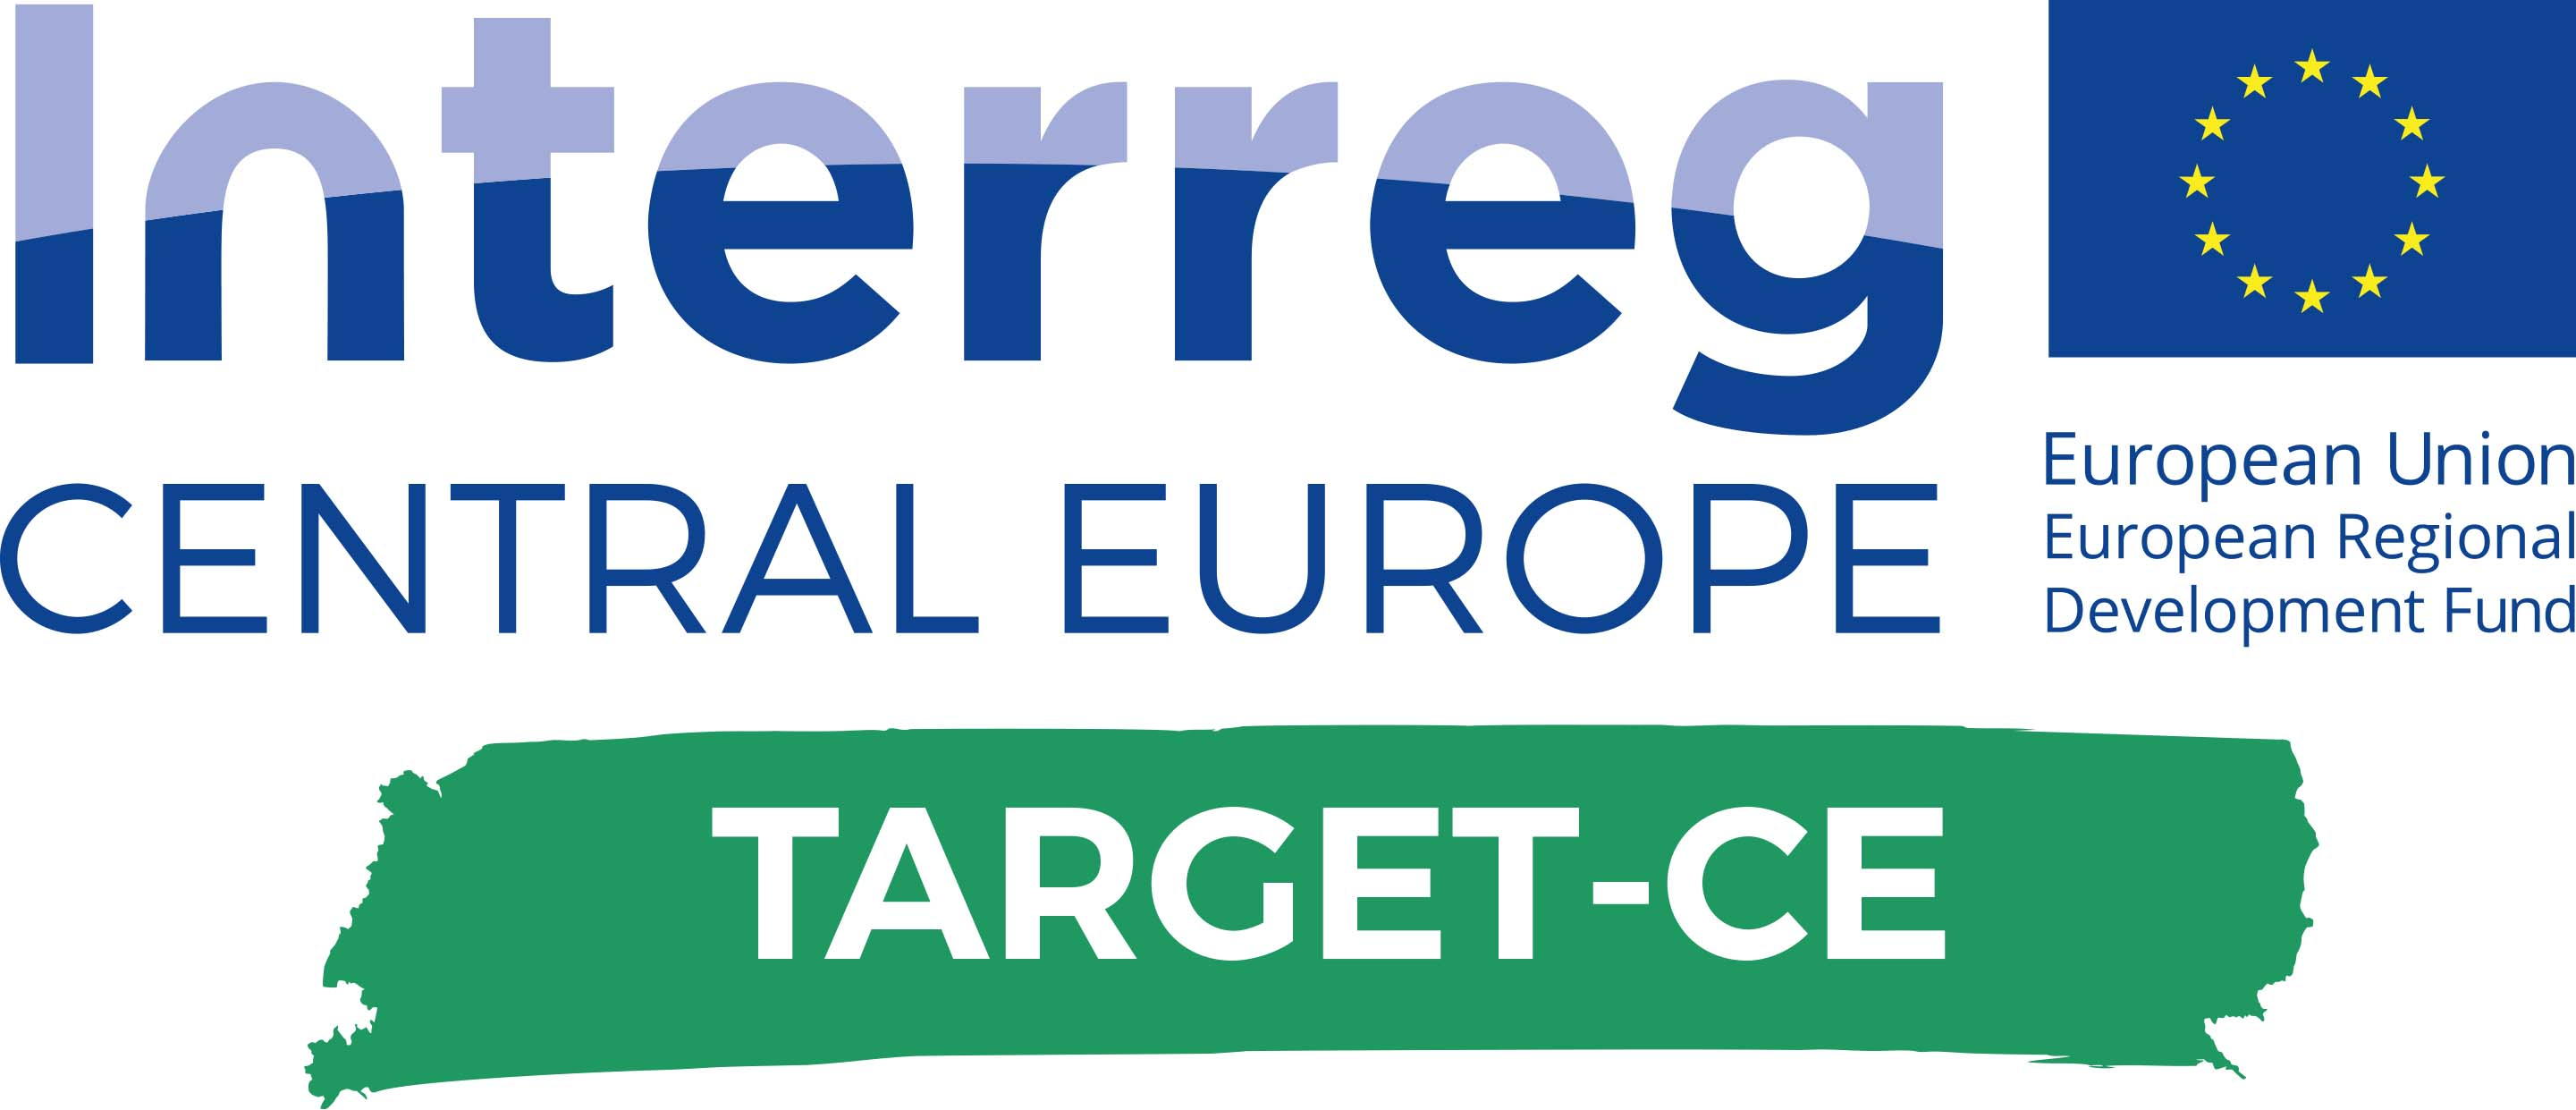 Interreg
CENTRAL EUROPE
European Union
European Regional
Development Fund
TARGET-CE